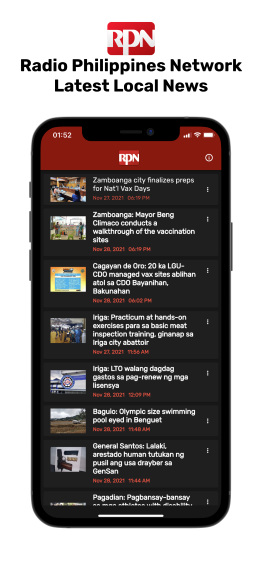 RPN
Radio Philippines Network
Latest Local News
01:52
RPN
Zamboanga city finalizes preps
for Nat'l Vax Days
Nov 27, 2021 06:19 PM
Zamboanga: Mayor Beng
Climaco conducts a
walkthrough of the vaccination
sites
Nov 28, 2021 06:19 PM
Cagayan de Oro: 20 ka LGU-
CDO managed vax sites ablihan
atol sa CDO Bayanihan,
Bakunahan
Nov 28, 2021 06:02 PM
Iriga: Practicum at hands-on
exercises para sa basic meat
inspection training, ginanap sa
Iriga city abattoir
Nov 27, 2021 11:56 AM
Iriga: LTO walang dagdag
gastos sa pag-renew ng mga
lisensya
Nov 28, 2021 12:09 PM
Baguio: Olympic size swimming
pool eyed in Benguet
Nov 28, 2021 11:48 AM
General Santos: Lalaki,
arestado human tutukan ng
pusil ang usa drayber sa
GenSan
Nov 28, 2021 11:44 AM
Pagadian: Pagbansay-bansay
sa mga athletes with disability